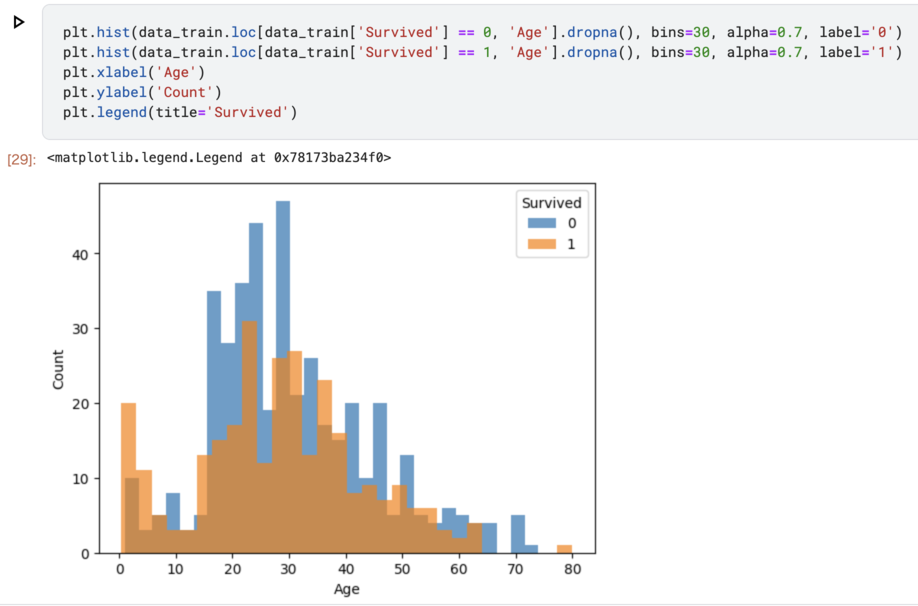 plt.hist(data_train.loc[data_train['Survived'] == 0, 'Age'].dropna(), bins=30, alpha=0.7, label='0')
plt.hist(data_train.loc[data_train['Survived'] == 1, 'Age'].dropna(), bins=30, alpha=0.7, label='1')
plt.xlabel('Age')
plt.ylabel('Count')
plt.legend(title='Survived')
[29]: <matplotlib.legend.Legend at 0x78173ba234f0>
Survived
0
1
40
30
20
10
0
Count
0 10 20 30 40 50 60 70 80
Age